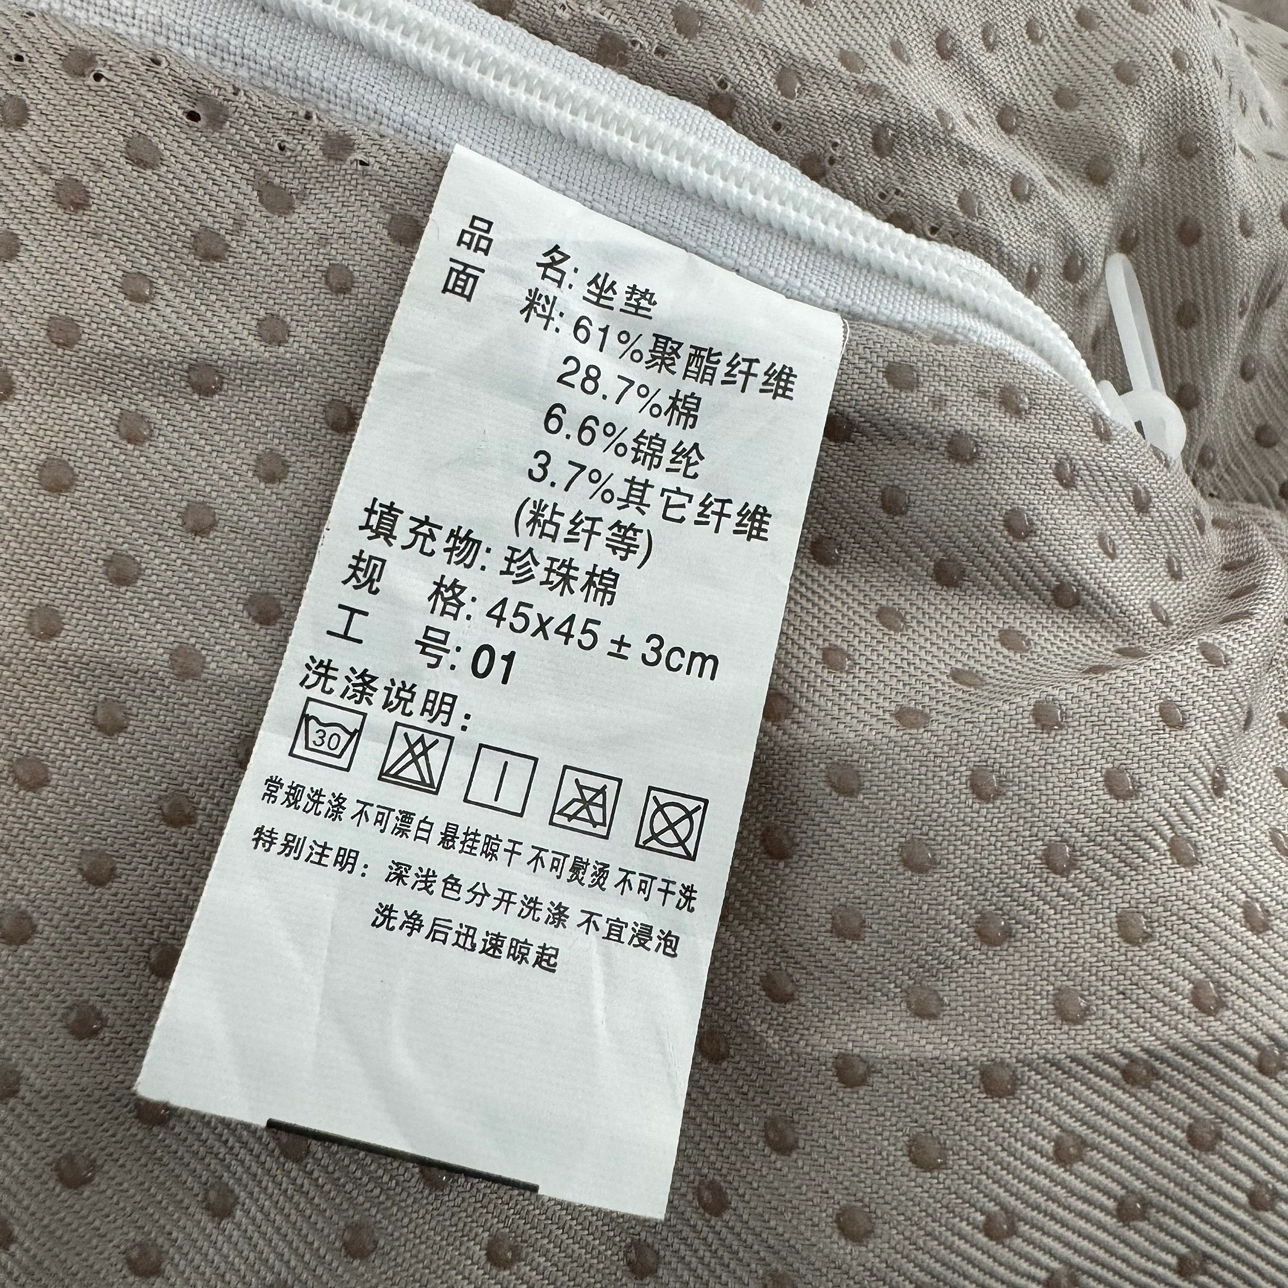 品 名: 坐垫
面 料: 61%聚酯纤维
28.7%棉
6.6%锦纶
3.7%其它纤维
(粘纤等)
填充物: 珍珠棉
规 格: 45x45±3cm
工 号: 01
洗涤说明:
30
常规洗涤 不可漂白 悬挂晾干 不可熨烫 不可干洗
特别注明: 深浅色分开洗涤 不宜浸泡
洗净后迅速晾起